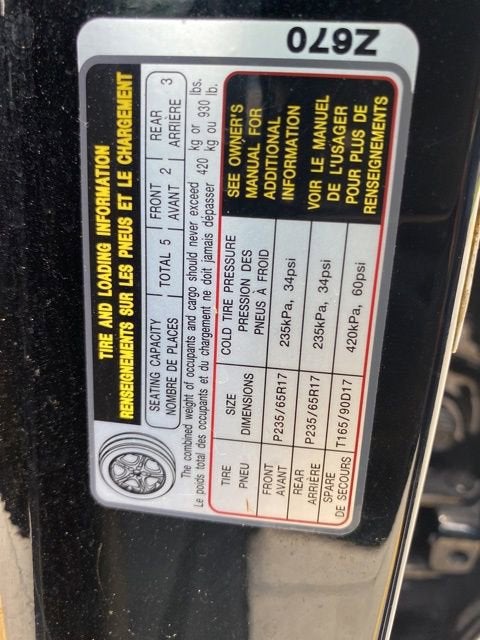 TIRE AND LOADING INFORMATION
RENSEIGNEMENTS SUR LES PNEUS ET LE CHARGEMENT
SEATING CAPACITY TOTAL 5 FRONT 2 REAR 3
NOMBRE DE PLACES AVANT ARRIÈRE
The combined weight of occupants and cargo should never exceed 420 kg or 930 lbs.
Le poids total des occupants et du chargement ne doit jamais dépasser 420 kg ou 930 lb.
TIRE SIZE COLD TIRE PRESSURE
PNEU DIMENSIONS PRESSION DES
PNEUS À FROID
FRONT
AVANT P235/65R17 235kPa, 34psi
REAR
ARRIÈRE P235/65R17 235kPa, 34psi
SPARE
DE SECOURS T165/90D17 420kPa, 60psi
SEE OWNER'S
MANUAL FOR
ADDITIONAL
INFORMATION
VOIR LE MANUEL
DE L'USAGER
POUR PLUS DE
RENSEIGNEMENTS
Z670